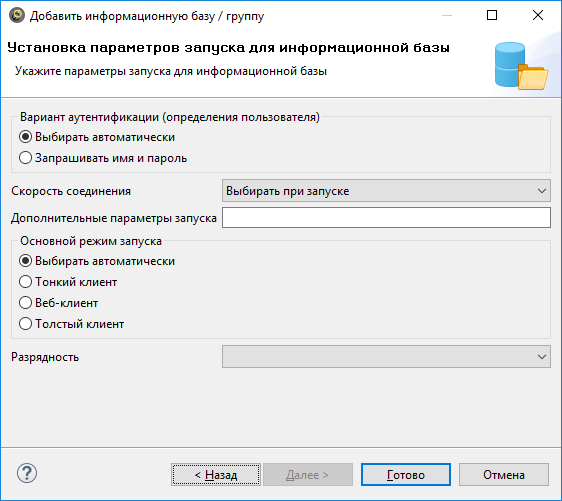 Добавить информационную базу / группу
Установка параметров запуска для информационной базы
Укажите параметры запуска для информационной базы
Вариант аутентификации (определения пользователя)
Выбирать автоматически
Запрашивать имя и пароль
Скорость соединения Выбирать при запуске
Дополнительные параметры запуска
Основной режим запуска
Выбирать автоматически
Тонкий клиент
Веб-клиент
Толстый клиент
Разрядность
? < Назад Далее > Готово Отмена